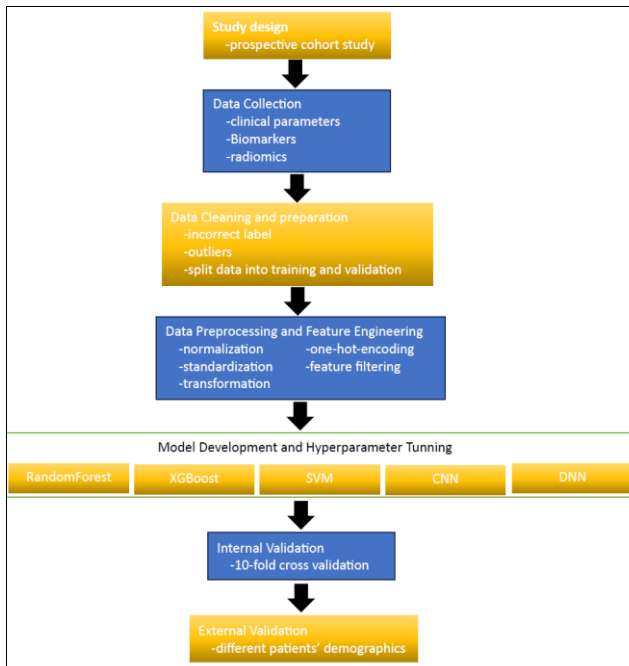 Study design
-prospective cohort study
Data Collection
-clinical parameters
-Biomarkers
-radiomics
Data Cleaning and preparation
-incorrect label
-outliers
-split data into training and validation
Data Preprocessing and Feature Engineering
-normalization -one-hot-encoding
-standardization -feature filtering
-transformation
Model Development and Hyperparameter Tunning
RandomForest XGBoost SVM CNN DNN
Internal Validation
-10-fold cross validation
External Validation
-different patients' demographics